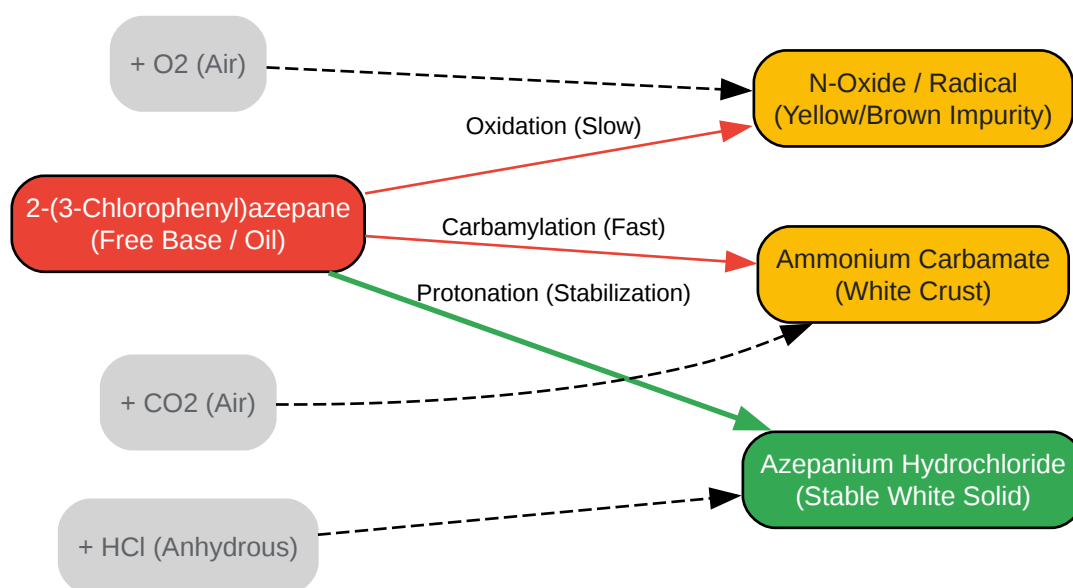 + O2 (Air)
N-Oxide / Radical
(Yellow/Brown Impurity)
Oxidation (Slow)
2-(3-Chlorophenyl)azepane
(Free Base / Oil)
Carbamylation (Fast)
Ammonium Carbamate
(White Crust)
Protonation (Stabilization)
+ CO2 (Air)
Azepanium Hydrochloride
(Stable White Solid)
+ HCl (Anhydrous)